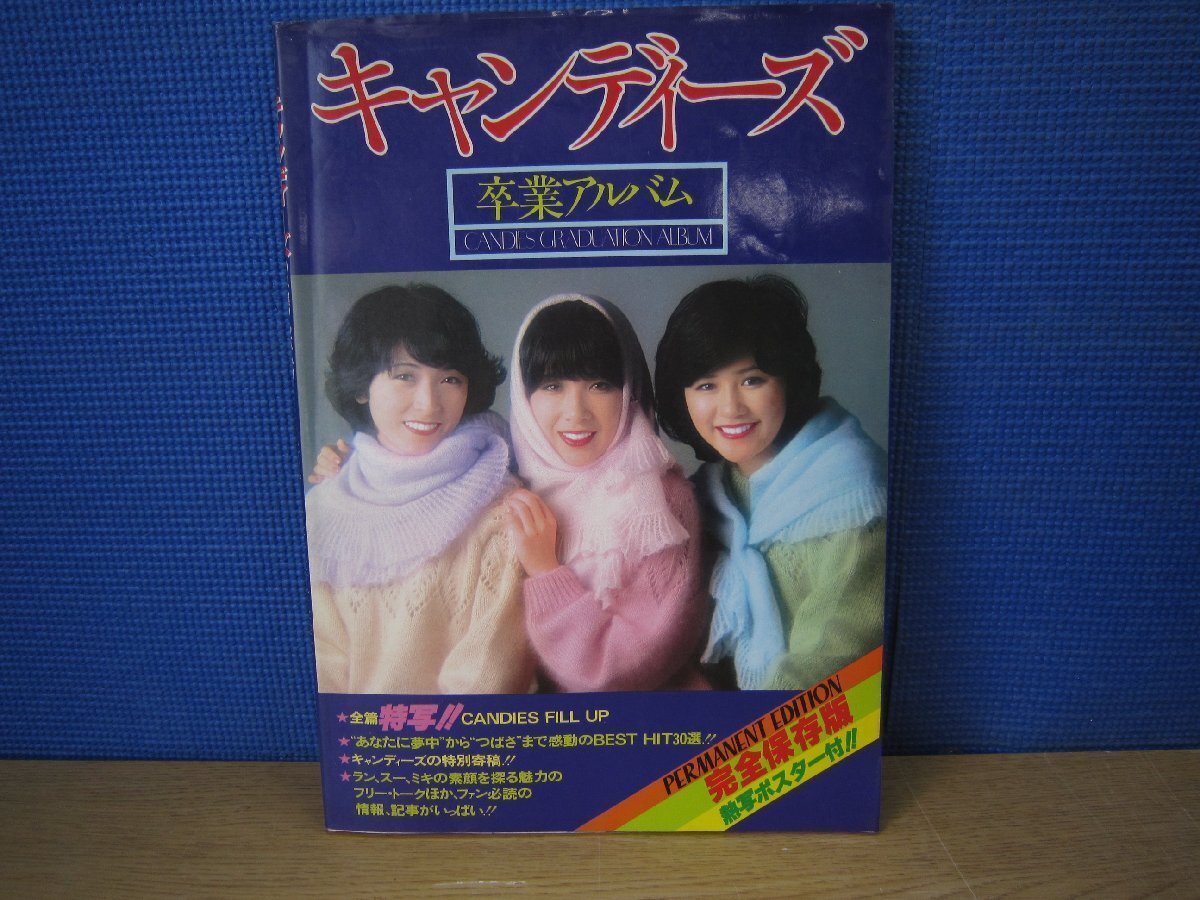 キャンディーズ
卒業アルバム
CANDIES GRADUATION ALBUM
★全篇特写!! CANDIES FILL UP
★“あなたに夢中”から“つばさ”まで感動のBEST HIT30選!!
★キャンディーズの特別寄稿!!
★ラン、スー、ミキの素顔を探る魅力の
フリー・トークほか、ファン必読の
情報、記事がいっぱい!!
PERMANENT EDITION
完全保存版
熱写ポスター付!!